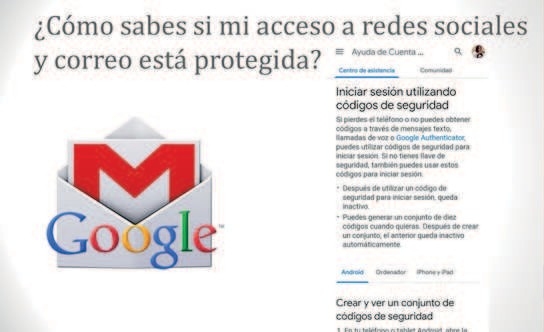 ¿Cómo sabes si mi acceso a redes sociales
y correo está protegida?
Ayuda de Cuenta ...
Centro de asistencia Comunidad
Iniciar sesión utilizando
códigos de seguridad
Si pierdes el teléfono o no puedes obtener
códigos a través de mensajes texto,
llamadas de voz o Google Authenticator,
puedes utilizar códigos de seguridad para
iniciar sesión. Si no tienes llave de
seguridad, también puedes usar estos
códigos para iniciar sesión.
• Después de utilizar un código de
seguridad para iniciar sesión, queda
inactivo.
• Puedes generar un conjunto de diez
códigos cuando quieras. Después de crear
un conjunto, el anterior queda inactivo
automáticamente.
Google™
Android Ordenador iPhone y iPad
Crear y ver un conjunto de
códigos de seguridad
1. En tu teléfono o tablet Android, abre la